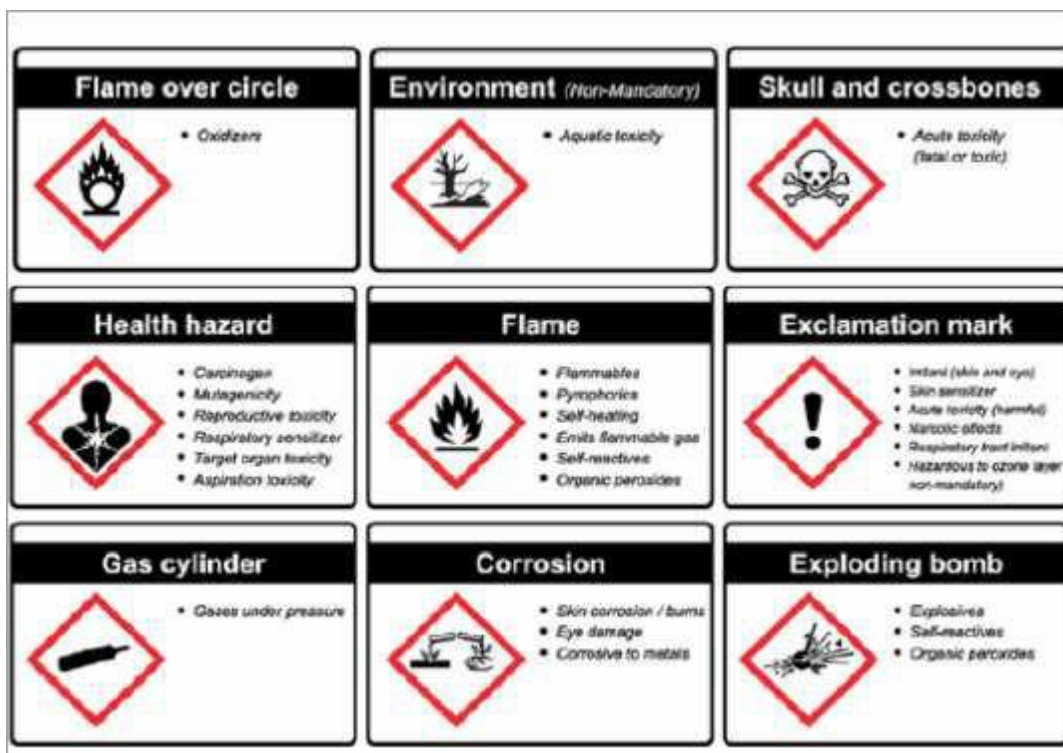 Flame over circle
• Oxidizers
Environment (Non-Mandatory)
• Aquatic toxicity
Skull and crossbones
• Acute toxicity
(fatal or toxic)
Health hazard
• Carcinogen
• Mutagenicity
• Reproductive toxicity
• Respiratory sensitizer
• Target organ toxicity
• Aspiration toxicity
Flame
• Flammables
• Pyrophorics
• Self-heating
• Emits flammable gas
• Self-reactives
• Organic peroxides
Exclamation mark
• Irritant (skin and eye)
• Skin sensitizer
• Acute toxicity (harmful)
• Narcotic effects
• Respiratory tract irritant
• Hazardous to ozone layer
non-mandatory)
Gas cylinder
• Gases under pressure
Corrosion
• Skin corrosion / burns
• Eye damage
• Corrosive to metals
Exploding bomb
• Explosives
• Self-reactives
• Organic peroxides